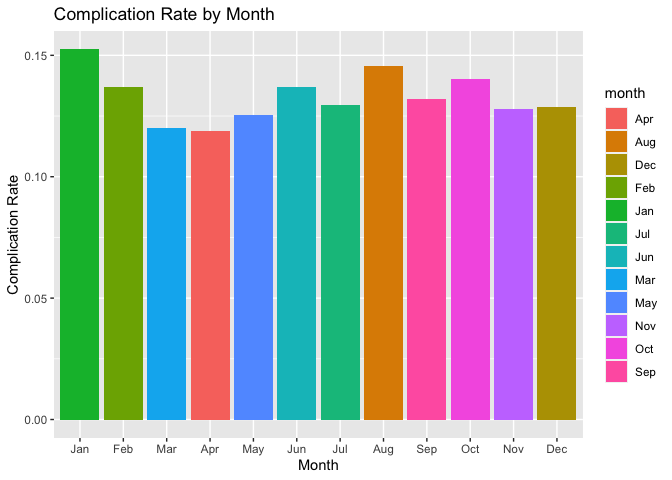 Complication Rate by Month
0.15
0.10
0.05
0.00
Complication Rate
Jan Feb Mar Apr May Jun Jul Aug Sep Oct Nov Dec
Month
month
Apr
Aug
Dec
Feb
Jan
Jul
Jun
Mar
May
Nov
Oct
Sep